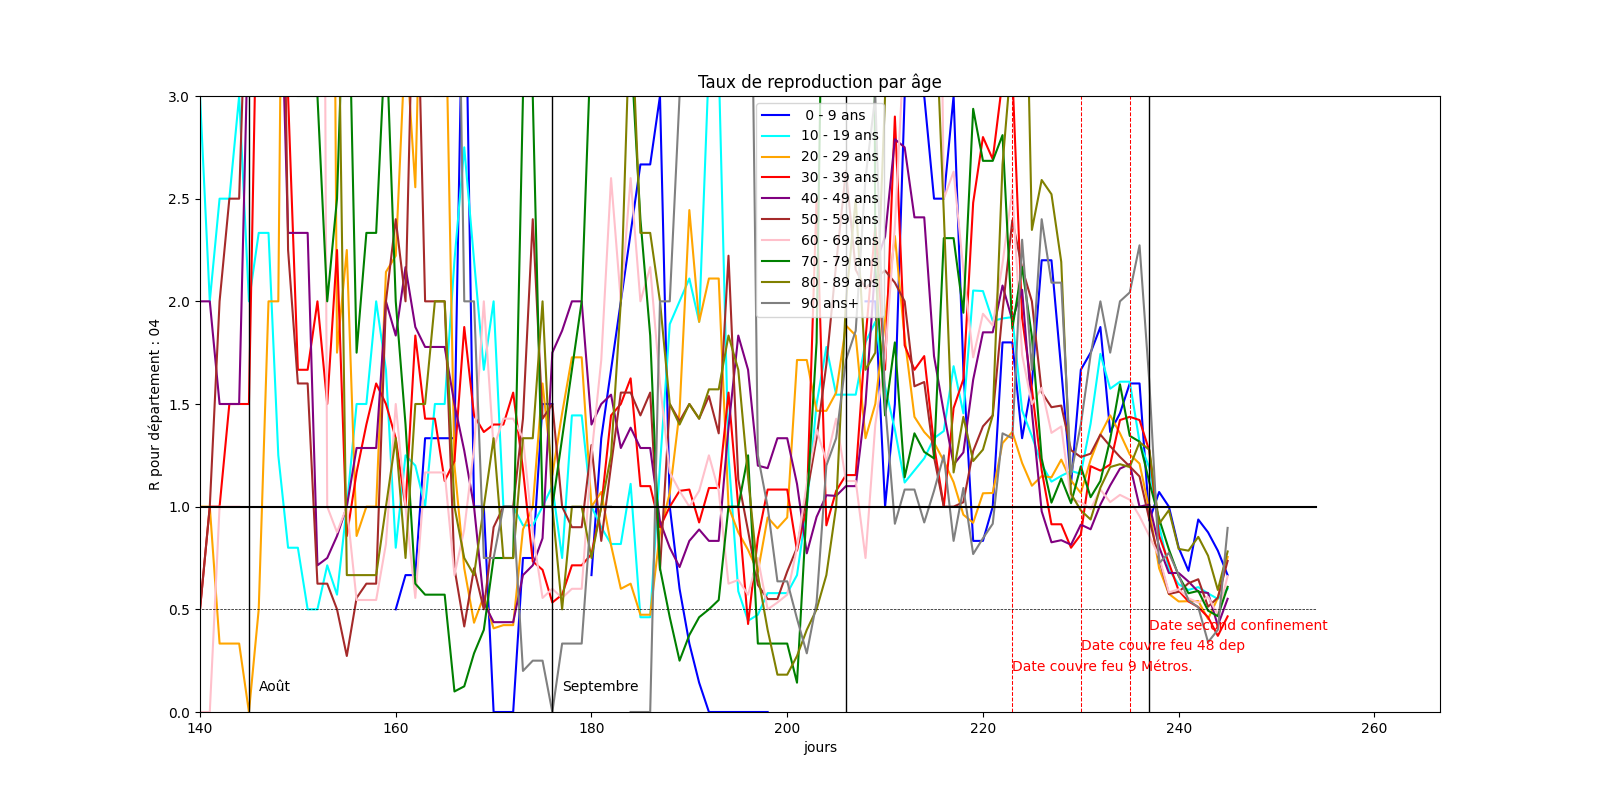 Taux de reproduction par âge
R pour département : 04
3.0
2.5
2.0
1.5
1.0
0.5
0.0
0 - 9 ans
10 - 19 ans
20 - 29 ans
30 - 39 ans
40 - 49 ans
50 - 59 ans
60 - 69 ans
70 - 79 ans
80 - 89 ans
90 ans+
Date second confinement
Date couvre feu 48 dep
Date couvre feu 9 Métros.
Août
Septembre
140
160
180
200
220
240
260
jours